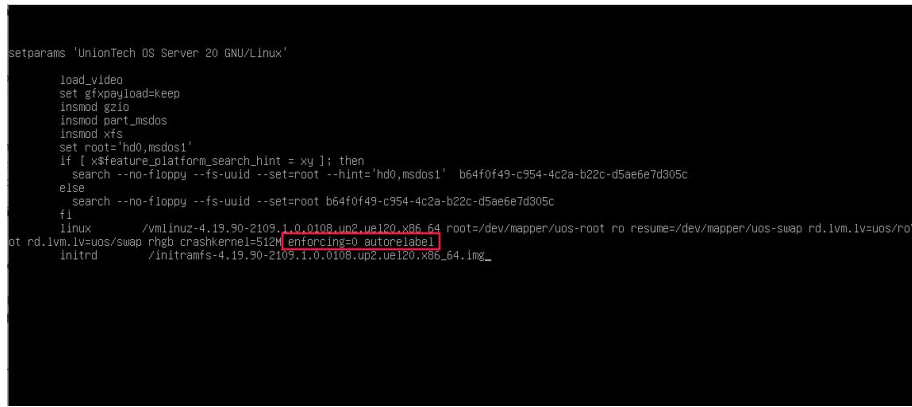 setparams 'UnionTech OS Server 20 GNU/Linux'
load_video
set gfxpayload=keep
insmod gzio
insmod part_msdos
insmod xfs
set root='hd0,msdos1'
if [ x$feature_platform_search_hint = xy ]; then
search --no-floppy --fs-uuid --set=root --hint='hd0,msdos1'  b64f0f49-c954-4c2a-b22c-d5ae6e7d305c
else
search --no-floppy --fs-uuid --set=root b64f0f49-c954-4c2a-b22c-d5ae6e7d305c
fi
linux /vmlinuz-4.19.90-2109.1.0.0108.up2.uel20.x86_64 root=/dev/mapper/uos-root ro resume=/dev/mapper/uos-swap rd.lvm.lv=uos/ro\
ot rd.lvm.lv=uos/swap rhgb crashkernel=512M enforcing=0 autorelabel
initrd /initramfs-4.19.90-2109.1.0.0108.up2.uel20.x86_64.img_